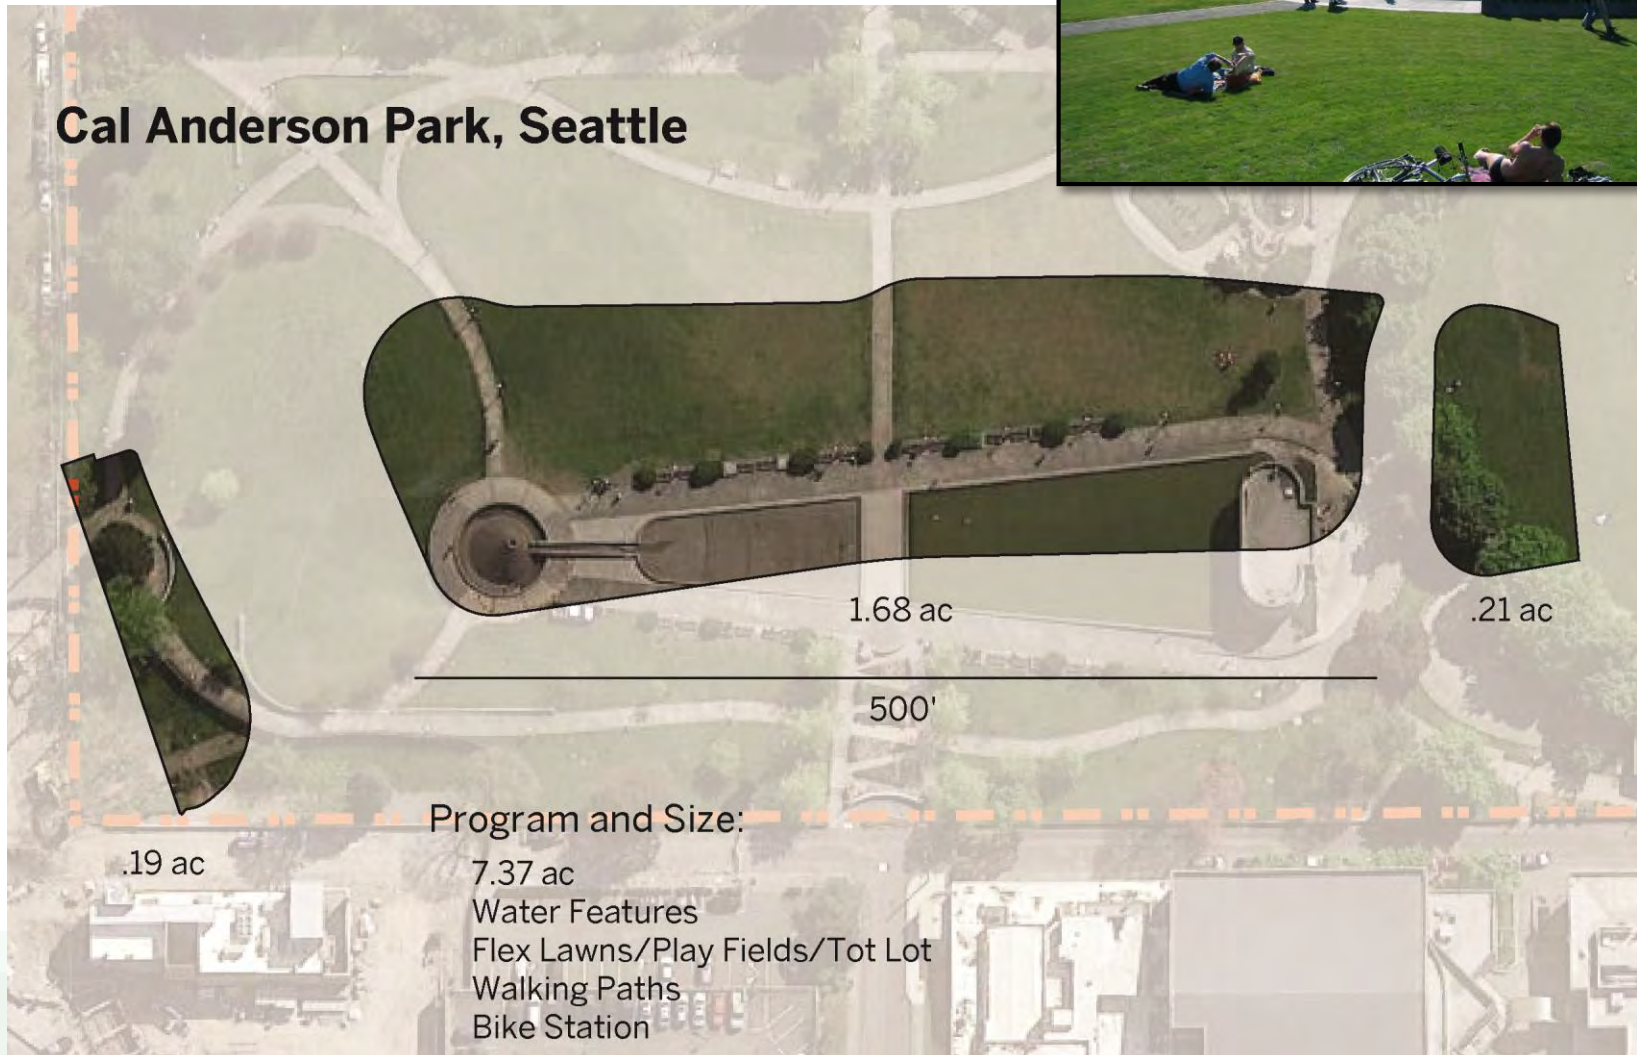 Cal Anderson Park, Seattle
1.68 ac
.21 ac
500'
.19 ac
Program and Size:
7.37 ac
Water Features
Flex Lawns/Play Fields/Tot Lot
Walking Paths
Bike Station